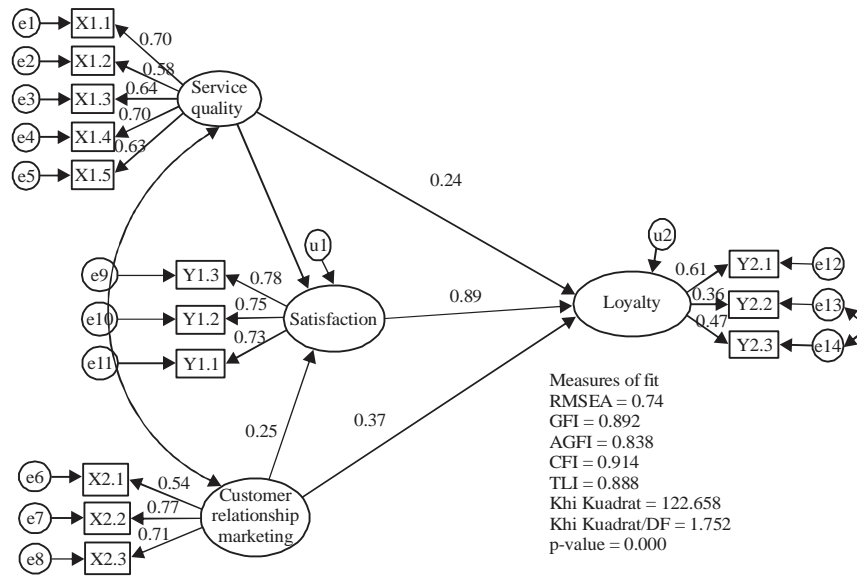 e1 X1.1
0.70
e2 X1.2
0.58
e3 X1.3
0.64
e4 X1.4
0.70
e5 X1.5
0.63
Service
quality
0.24
u1
u2
e9 Y1.3
0.78
e10 Y1.2
0.75
e11 Y1.1
0.73
Satisfaction
0.89
Loyalty
0.61
Y2.1 e12
0.36
Y2.2 e13
0.47
Y2.3 e14
0.25
0.37
e6 X2.1
0.54
e7 X2.2
0.77
e8 X2.3
0.71
Customer
relationship
marketing
Measures of fit
RMSEA = 0.74
GFI = 0.892
AGFI = 0.838
CFI = 0.914
TLI = 0.888
Khi Kuadrat = 122.658
Khi Kuadrat/DF = 1.752
p-value = 0.000